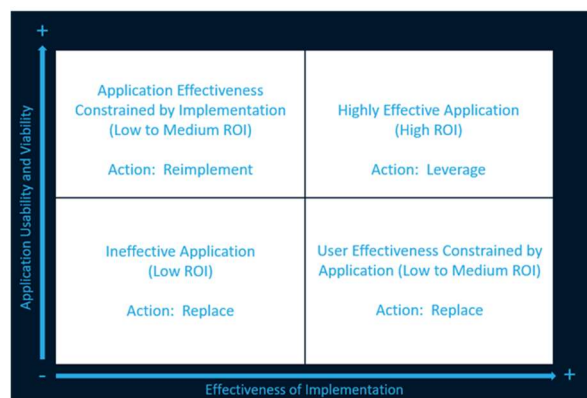 +
Application Usability and Viability
Application Effectiveness
Constrained by Implementation
(Low to Medium ROI)
Action: Reimplement
Highly Effective Application
(High ROI)
Action: Leverage
Ineffective Application
(Low ROI)
Action: Replace
User Effectiveness Constrained by
Application (Low to Medium ROI)
Action: Replace
-
+
Effectiveness of Implementation